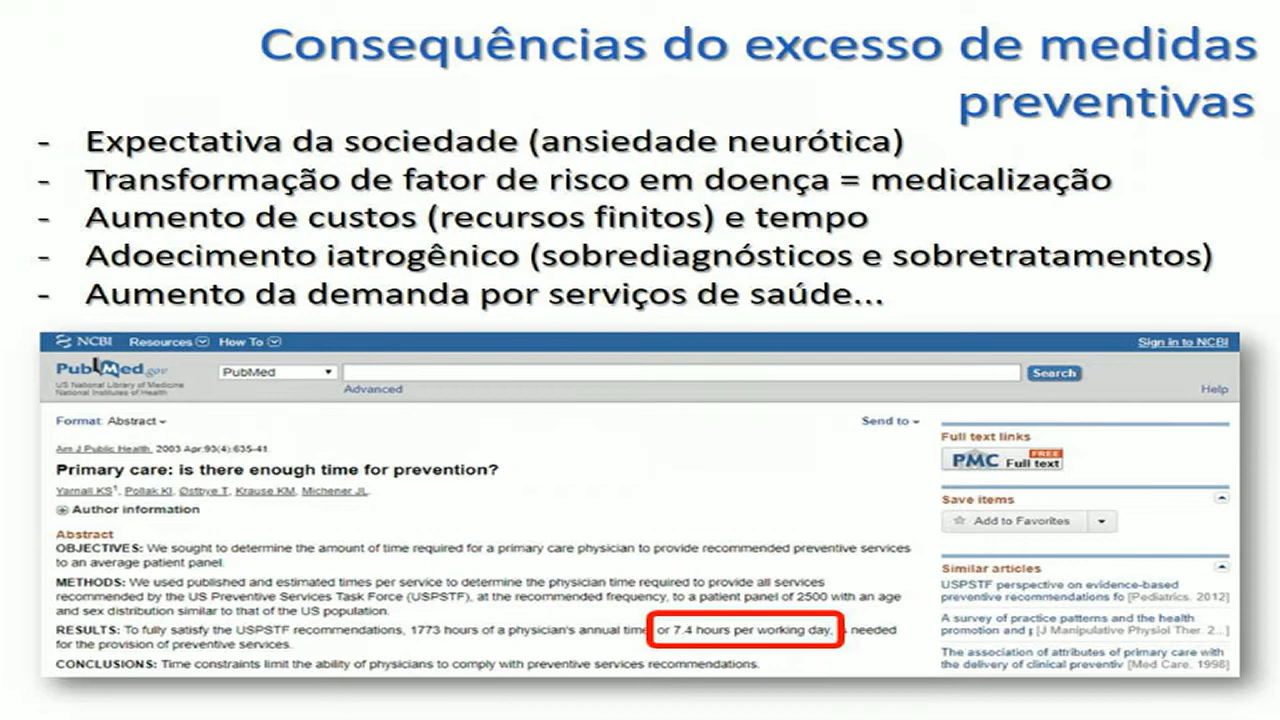 Consequências do excesso de medidas
preventivas
- Expectativa da sociedade (ansiedade neurótica)
- Transformação de fator de risco em doença = medicalização
- Aumento de custos (recursos finitos) e tempo
- Adoecimento iatrogênico (sobrediagnósticos e sobretratamentos)
- Aumento da demanda por serviços de saúde...
NCBI Resources How To Sign in to NCBI
PubMed.gov
US National Library of Medicine
National Institutes of Health
PubMed
Search
Advanced
Help
Format: Abstract
Send to
Am J Public Health. 2003 Apr;93(4):635-41
Primary care: is there enough time for prevention?
Yarnall KS1, Pollak KI, Østbye T, Krause KM, Michener JL.
Author information
Abstract
OBJECTIVES: We sought to determine the amount of time required for a primary care physician to provide recommended preventive services
to an average patient panel.
METHODS: We used published and estimated times per service to determine the physician time required to provide all services
recommended by the US Preventive Services Task Force (USPSTF), at the recommended frequency, to a patient panel of 2500 with an age
and sex distribution similar to that of the US population.
RESULTS: To fully satisfy the USPSTF recommendations, 1773 hours of a physician's annual time or 7.4 hours per working day, needed
for the provision of preventive services.
CONCLUSIONS: Time constraints limit the ability of physicians to comply with preventive services recommendations.
Full text links
PMC FREE Full text
Save items
Add to Favorites
Similar articles
USPSTF perspective on evidence-based
preventive recommendations fo [Pediatrics. 2012]
A survey of practice patterns and the health
promotion and p [J Manipulative Physiol Ther. 2...]
The association of attributes of primary care with
the delivery of clinical preventiv [Med Care. 1998]